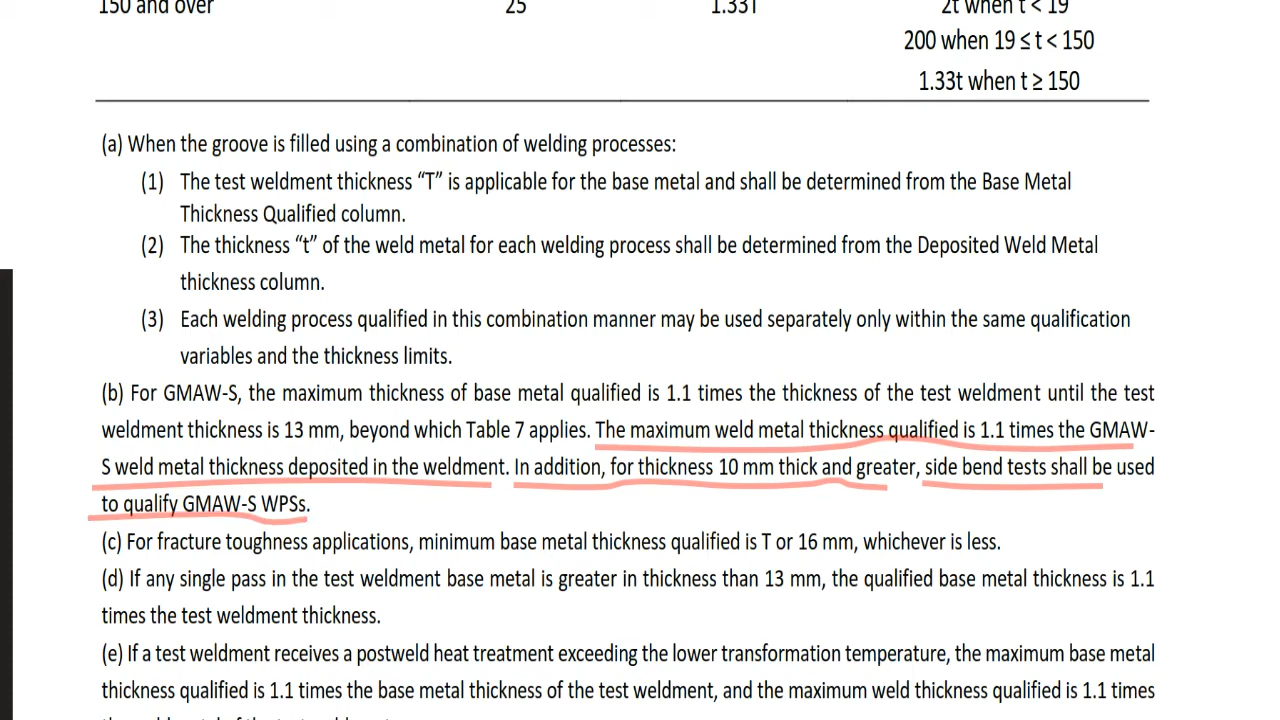 150 and over 25 1.33T 2t when t < 19
200 when 19 ≤ t < 150
1.33t when t ≥ 150
(a) When the groove is filled using a combination of welding processes:
(1) The test weldment thickness “T” is applicable for the base metal and shall be determined from the Base Metal
Thickness Qualified column.
(2) The thickness “t” of the weld metal for each welding process shall be determined from the Deposited Weld Metal
thickness column.
(3) Each welding process qualified in this combination manner may be used separately only within the same qualification
variables and the thickness limits.
(b) For GMAW-S, the maximum thickness of base metal qualified is 1.1 times the thickness of the test weldment until the test
weldment thickness is 13 mm, beyond which Table 7 applies. The maximum weld metal thickness qualified is 1.1 times the GMAW-
S weld metal thickness deposited in the weldment. In addition, for thickness 10 mm thick and greater, side bend tests shall be used
to qualify GMAW-S WPSs.
(c) For fracture toughness applications, minimum base metal thickness qualified is T or 16 mm, whichever is less.
(d) If any single pass in the test weldment base metal is greater in thickness than 13 mm, the qualified base metal thickness is 1.1
times the test weldment thickness.
(e) If a test weldment receives a postweld heat treatment exceeding the lower transformation temperature, the maximum base metal
thickness qualified is 1.1 times the base metal thickness of the test weldment, and the maximum weld thickness qualified is 1.1 times